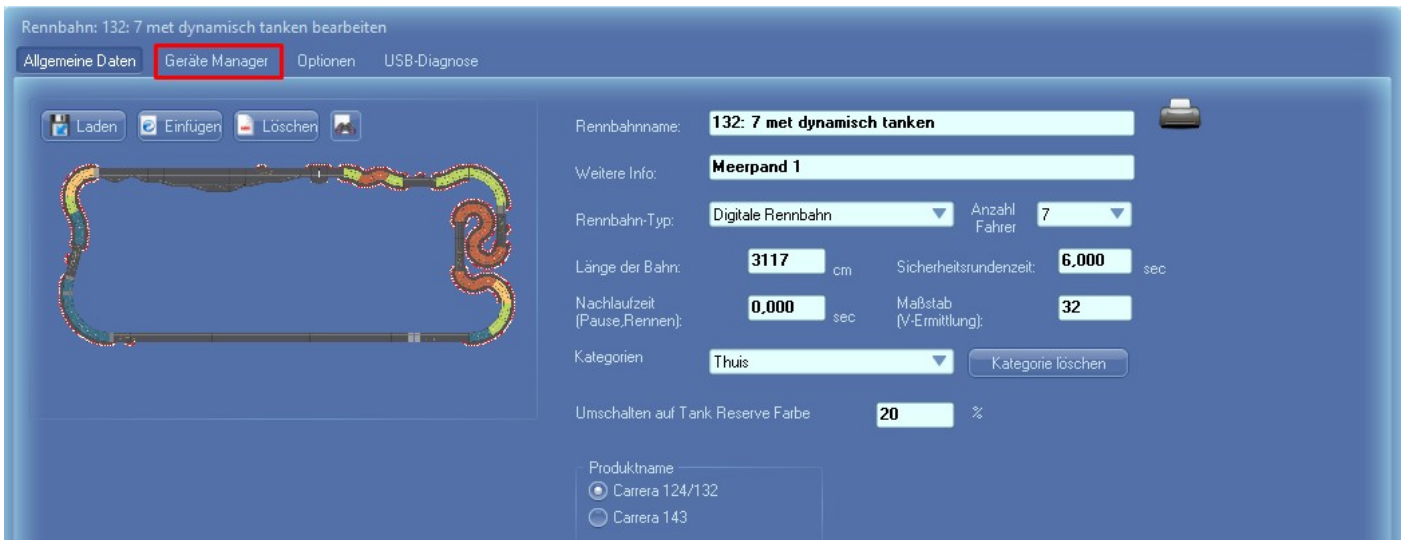 Rennbahn: 132: 7 met dynamisch tanken bearbeiten
Allgemeine Daten Geräte Manager Optionen USB-Diagnose
Laden Einfügen Löschen
Rennbahnname: 132: 7 met dynamisch tanken
Weitere Info: Meerpand 1
Rennbahn-Typ: Digitale Rennbahn Anzahl Fahrer 7
Länge der Bahn: 3117 cm Sicherheitsrundenzeit: 6,000 sec
Nachlaufzeit (Pause,Rennen): 0,000 sec Maßstab (V-Ermittlung): 32
Kategorien Thuis Kategorie löschen
Umschalten auf Tank Reserve Farbe 20 %
Produktname
Carrera 124/132
Carrera 143